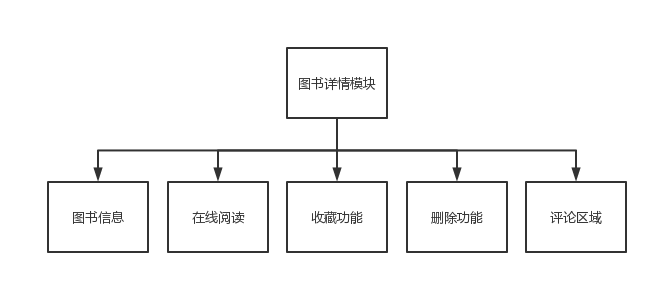 图书详情模块
图书信息
在线阅读
收藏功能
删除功能
评论区域